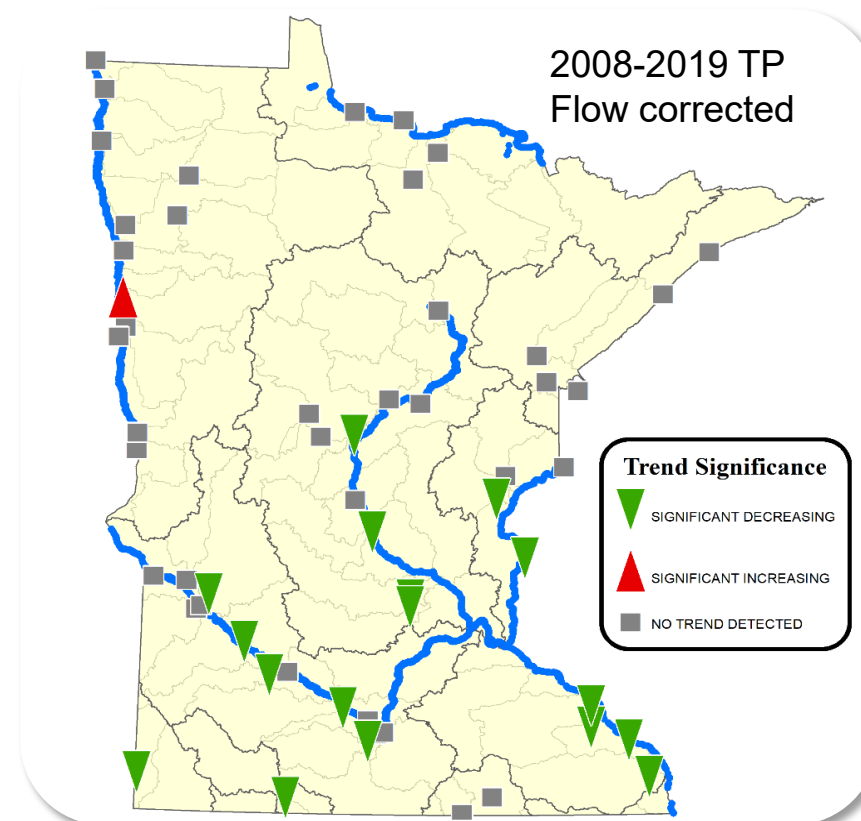 2008-2019 TP
Flow corrected
Trend Significance
SIGNIFICANT DECREASING
SIGNIFICANT INCREASING
NO TREND DETECTED